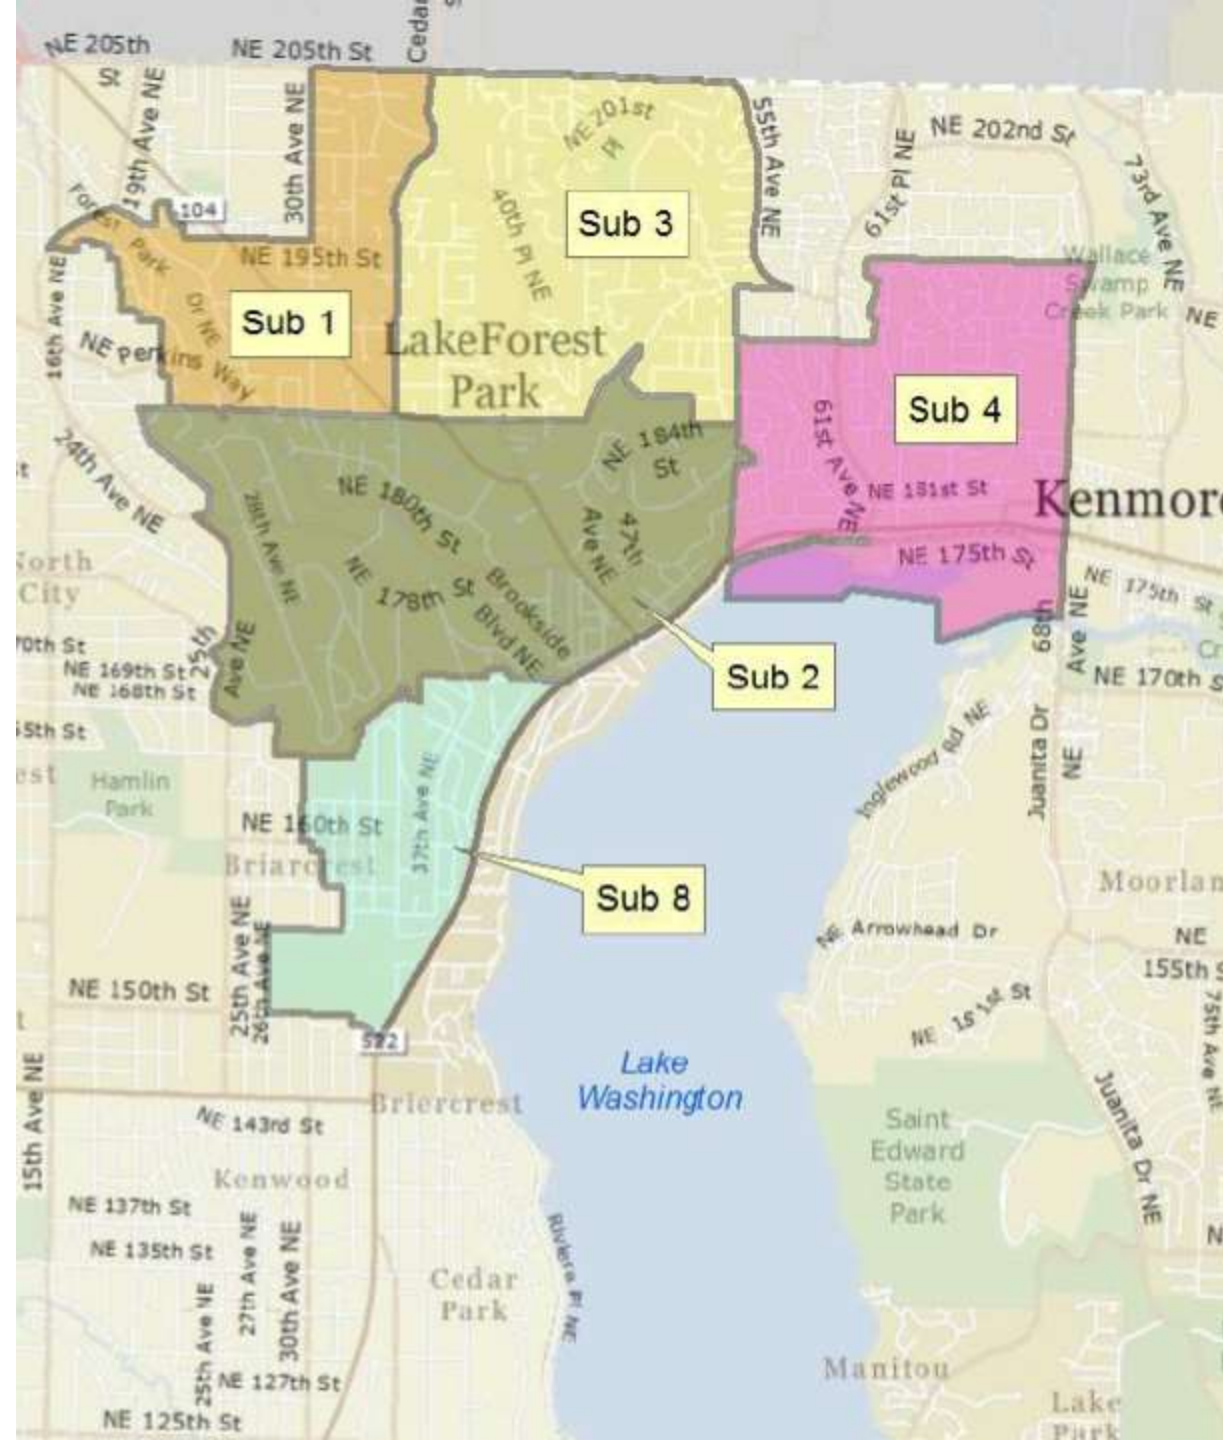 NE 205th
NE 205th St
19th Ave NE
30th Ave NE
104
Forest Park
Dr NE
NE 195th St
NE 201st
Pl
40th Pl NE
Sub 3
55th Ave NE
61st Pl NE
NE 202nd St
73rd Ave NE
Wallace
Swamp
Creek Park
NE
16th Ave NE
Sub 1
NE Perkins Way
LakeForest
Park
Sub 4
61st Ave NE
NE 181st St
Kenmor
24th Ave NE
NE 184th
St
28th Ave NE
NE 180th St
47th
Ave NE
NE 175th St
NE 178th St
Brookside
Blvd NE
North
City
NE 175th St
70th St
NE 169th St
NE 168th St
25th
Ave NE
68th
Ave NE
NE 170th S
Sub 2
Juanita Dr
NE
Inglewood Rd NE
Hamlin
Park
37th Ave NE
NE 160th St
Briarcrest
Sub 8
Moorlan
NE Arrowhead Dr
NE
155th S
25th Ave NE
26th Ave NE
NE 150th St
NE 151st St
75th Ave NE
522
Lake
Washington
15th Ave NE
Briercrest
NE 143rd St
Juanita Dr NE
Saint
Edward
State
Park
Kenwood
NE 137th St
NE 135th St
27th Ave NE
30th Ave NE
Riviera Pl NE
Cedar
Park
25th Ave NE
NE 127th St
Manitou
NE 125th St
Lake
Park